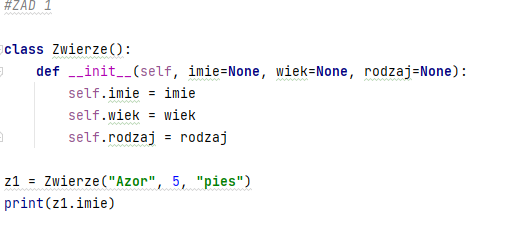 #ZAD 1
class Zwierze():
def __init__(self, imie=None, wiek=None, rodzaj=None):
self.imie = imie
self.wiek = wiek
self.rodzaj = rodzaj
z1 = Zwierze("Azor", 5, "pies")
print(z1.imie)